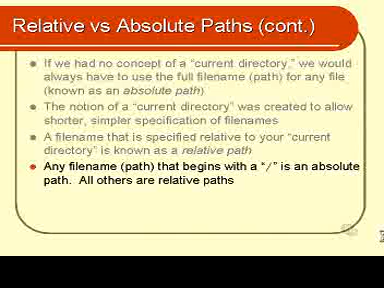 Relative vs Absolute Paths (cont.)
If we had no concept of a “current directory,” we would
always have to use the full filename (path) for any file
(known as an absolute path)
The notion of a “current directory” was created to allow
shorter, simpler specification of filenames
A filename that is specified relative to your “current
directory” is known as a relative path
Any filename (path) that begins with a “/” is an absolute
path. All others are relative paths